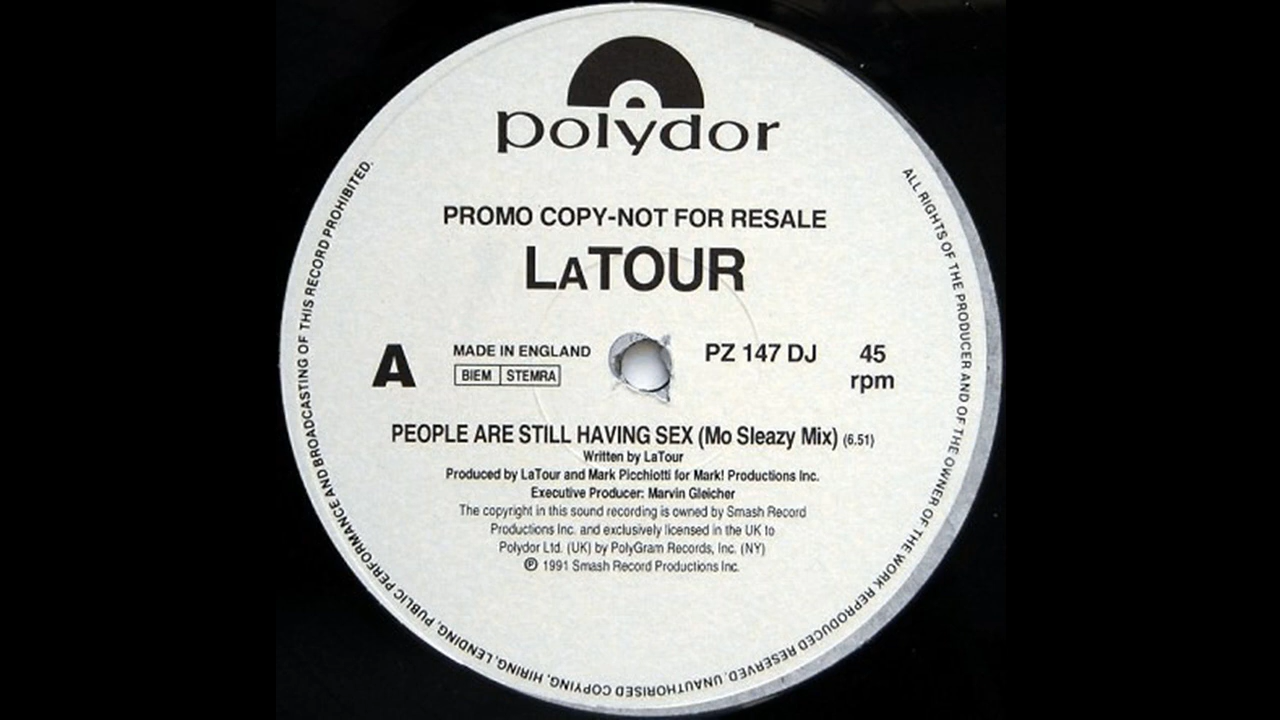 polydor
PROMO COPY-NOT FOR RESALE
LATOUR
A
MADE IN ENGLAND
BIEM STEMRA
PZ 147 DJ
45
rpm
PEOPLE ARE STILL HAVING SEX (Mo Sleazy Mix) (6.51)
Written by LaTour
Produced by LaTour and Mark Picchiotti for Mark! Productions Inc.
Executive Producer: Marvin Gleicher
The copyright in this sound recording is owned by Smash Record
Productions Inc. and exclusively licensed in the UK to
Polydor Ltd. (UK) by PolyGram Records, Inc. (NY)
℗ 1991 Smash Record Productions Inc.
ALL RIGHTS OF THE PRODUCER AND OF THE OWNER OF THE WORK REPRODUCED RESERVED. UNAUTHORISED COPYING, HIRING, LENDING, PUBLIC PERFORMANCE AND BROADCASTING OF THIS RECORD PROHIBITED.